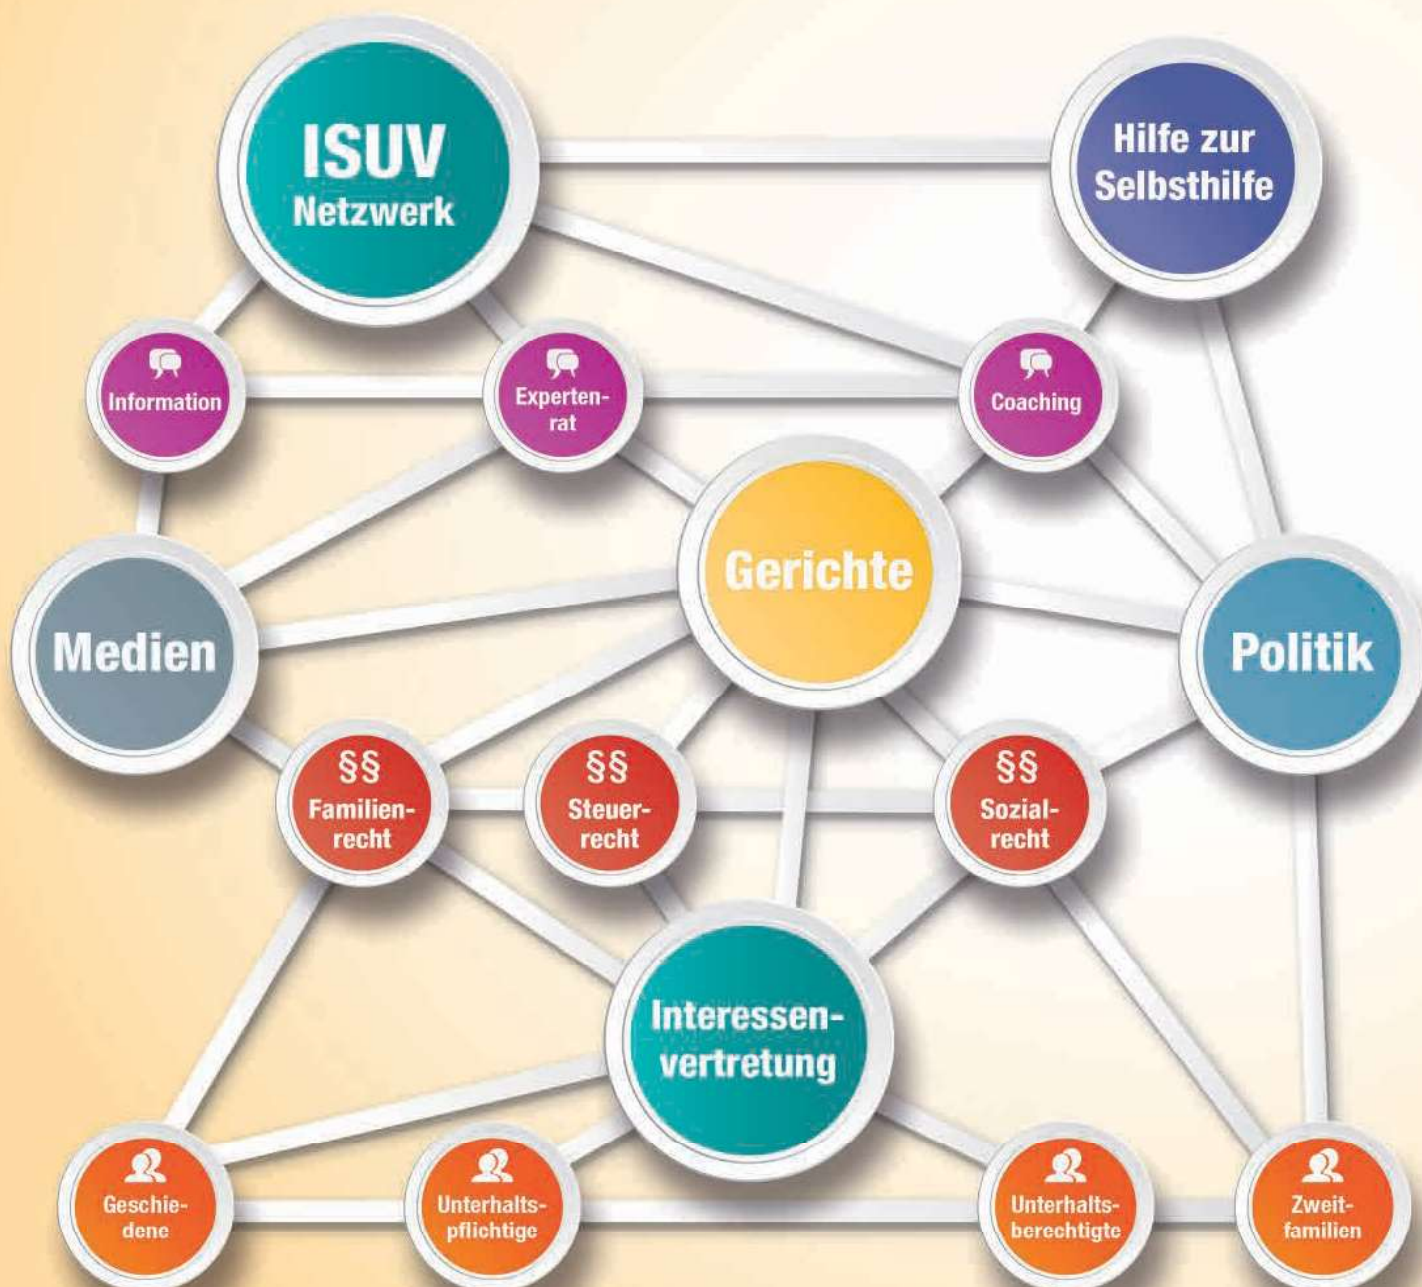 ISUV
Netzwerk
Hilfe zur
Selbsthilfe
Information
Experten-
rat
Coaching
Gerichte
Medien
Politik
§§
Familien-
recht
§§
Steuer-
recht
§§
Sozial-
recht
Interessen-
vertretung
Geschie-
dene
Unterhalts-
pflichtige
Unterhalts-
berechtigte
Zweit-
familien